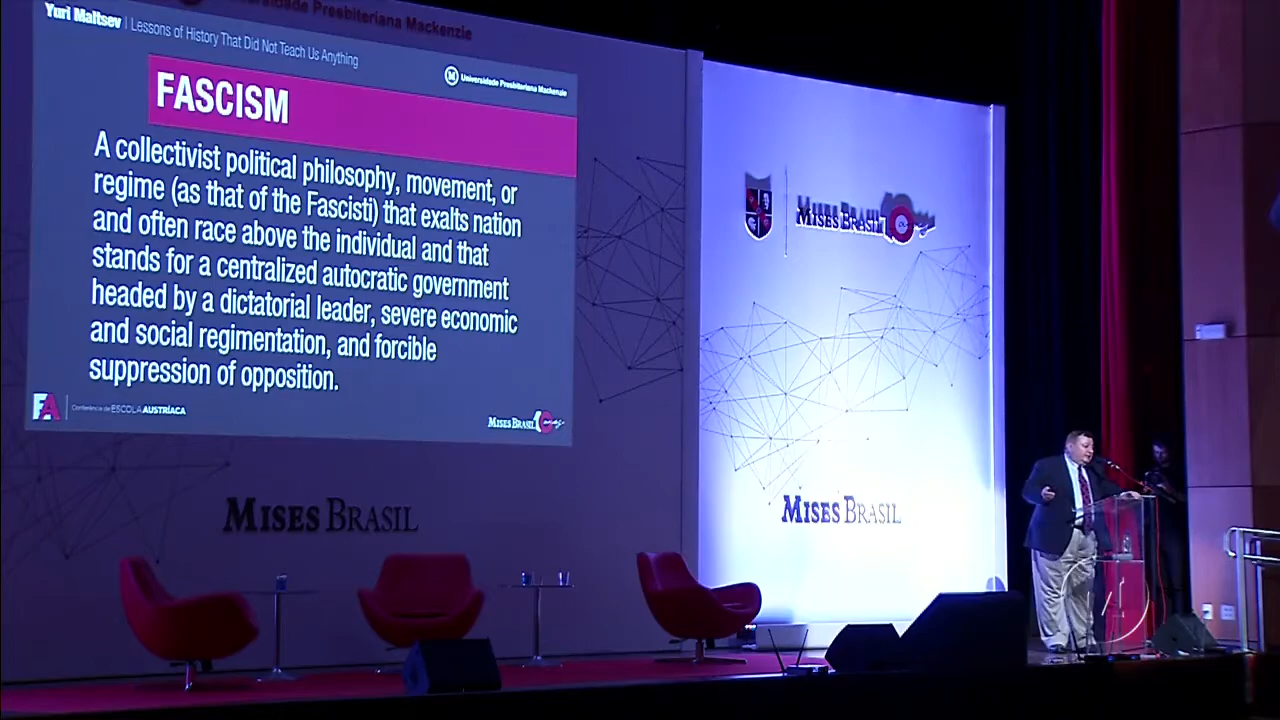 Universidade Presbiteriana Mackenzie
Yuri Maltsev | Lessons of History That Did Not Teach Us Anything
Universidade Presbiteriana Mackenzie
FASCISM
A collectivist political philosophy, movement, or
regime (as that of the Fascisti) that exalts nation
and often race above the individual and that
stands for a centralized autocratic government
headed by a dictatorial leader, severe economic
and social regimentation, and forcible
suppression of opposition.
EA
Conferência de ESCOLA AUSTRÍACA
MISES BRASIL
MISES BRASIL
MISES BRASIL
MISES BRASIL